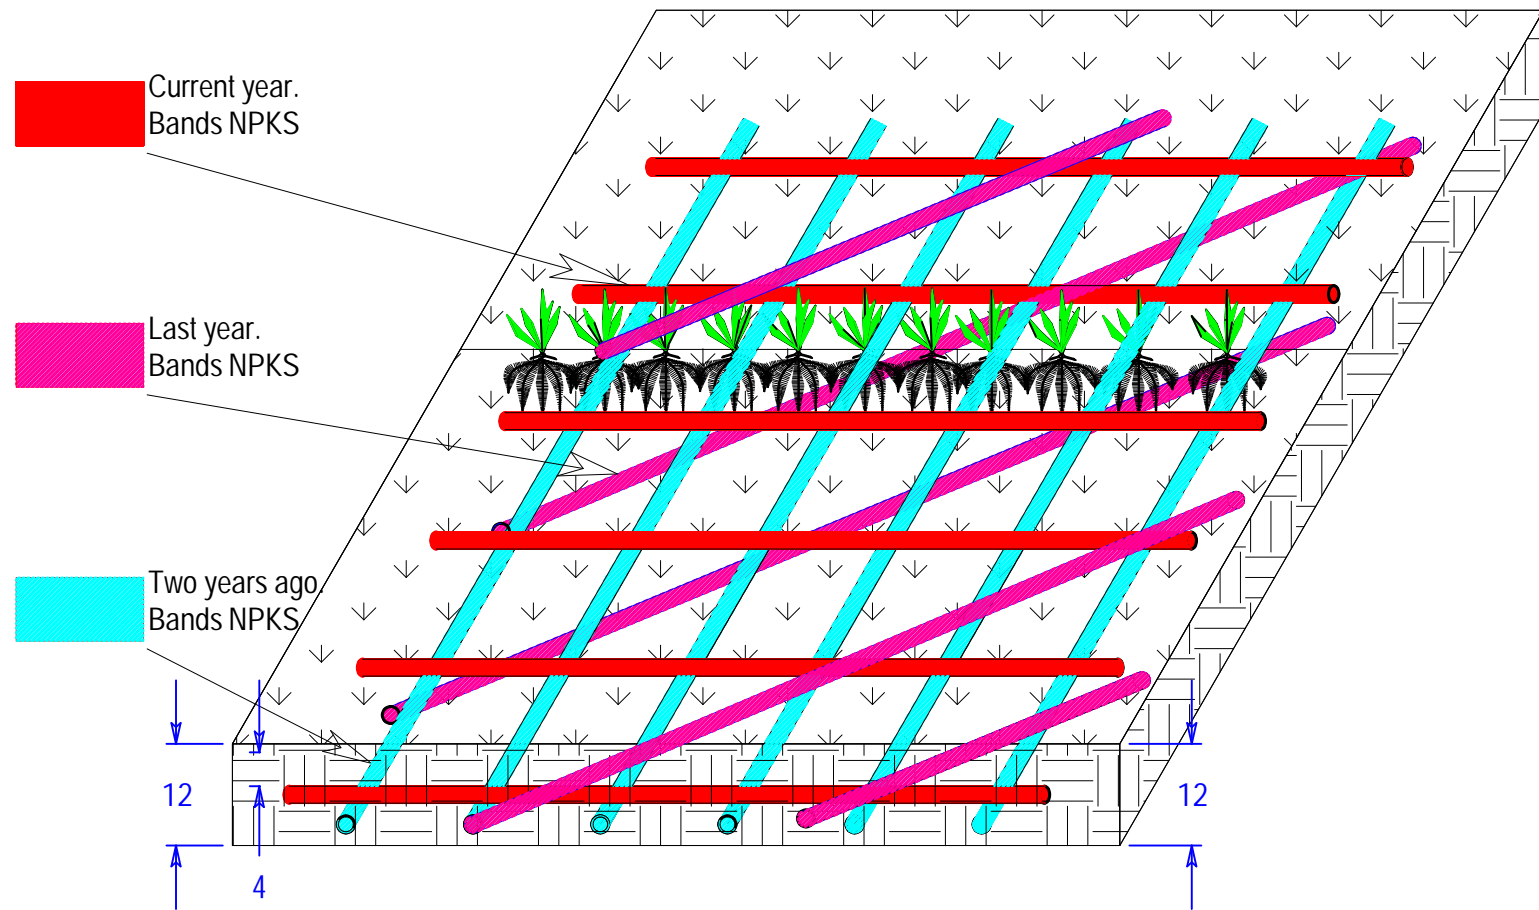 Current year.
Bands NPKS
Last year.
Bands NPKS
Two years ago.
Bands NPKS
12
12
4